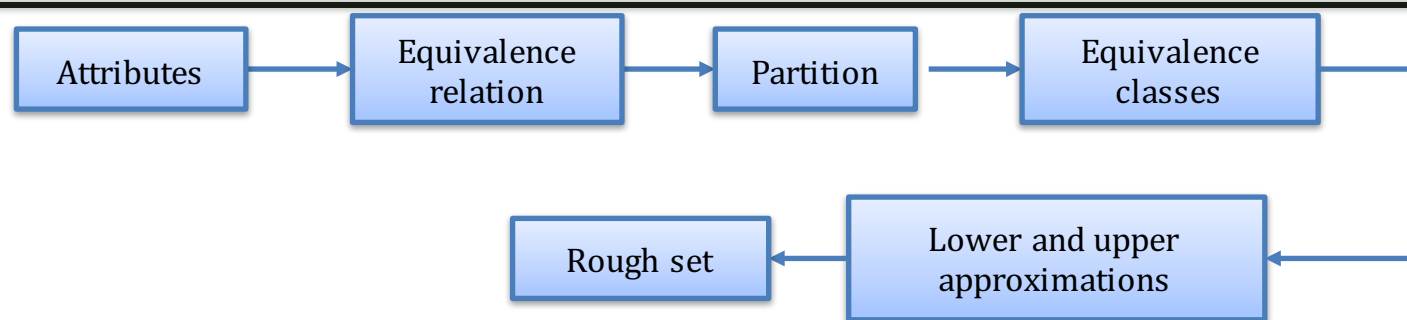 Attributes
Equivalence
relation
Partition
Equivalence
classes
Lower and upper
approximations
Rough set